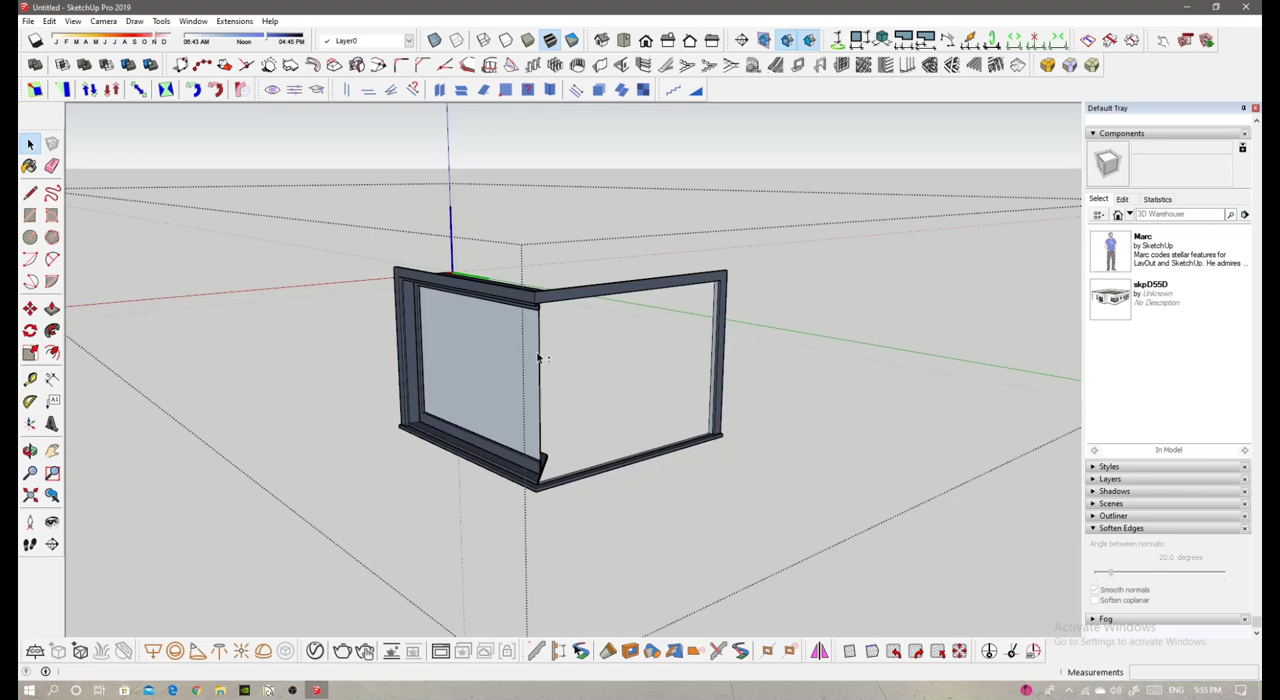 Untitled - SketchUp Pro 2019
File Edit View Camera Draw Tools Window Extensions Help
J F M A M J J A S O N D 06:43 AM Noon 04:45 PM Layer0
Default Tray
Components
Select Edit Statistics
3D Warehouse
Marc
by SketchUp
Marc codes stellar features for
LayOut and SketchUp. He admires ...
skpD55D
by Unknown
No Description
In Model
Styles
Layers
Shadows
Scenes
Outliner
Soften Edges
Angle between normals:
20.0 degrees
Smooth normals
Soften coplanar
Fog
Activate Windows
Go to Settings to activate Windows.
Measurements
ENG 5:55 PM